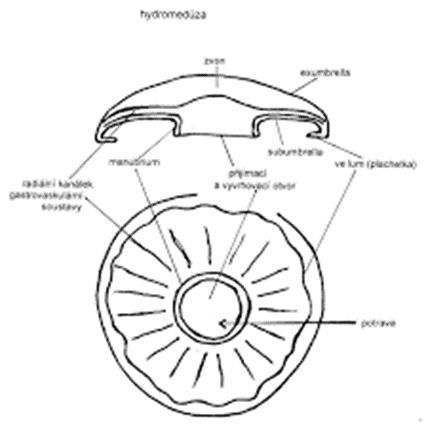 hydromedúza
zvon
exumbrella
subumbrella
manubrium
přijímací
a vyvrhovací otvor
velum (plachetka)
radiální kanálek
gastrovaskulární
soustavy
potrava